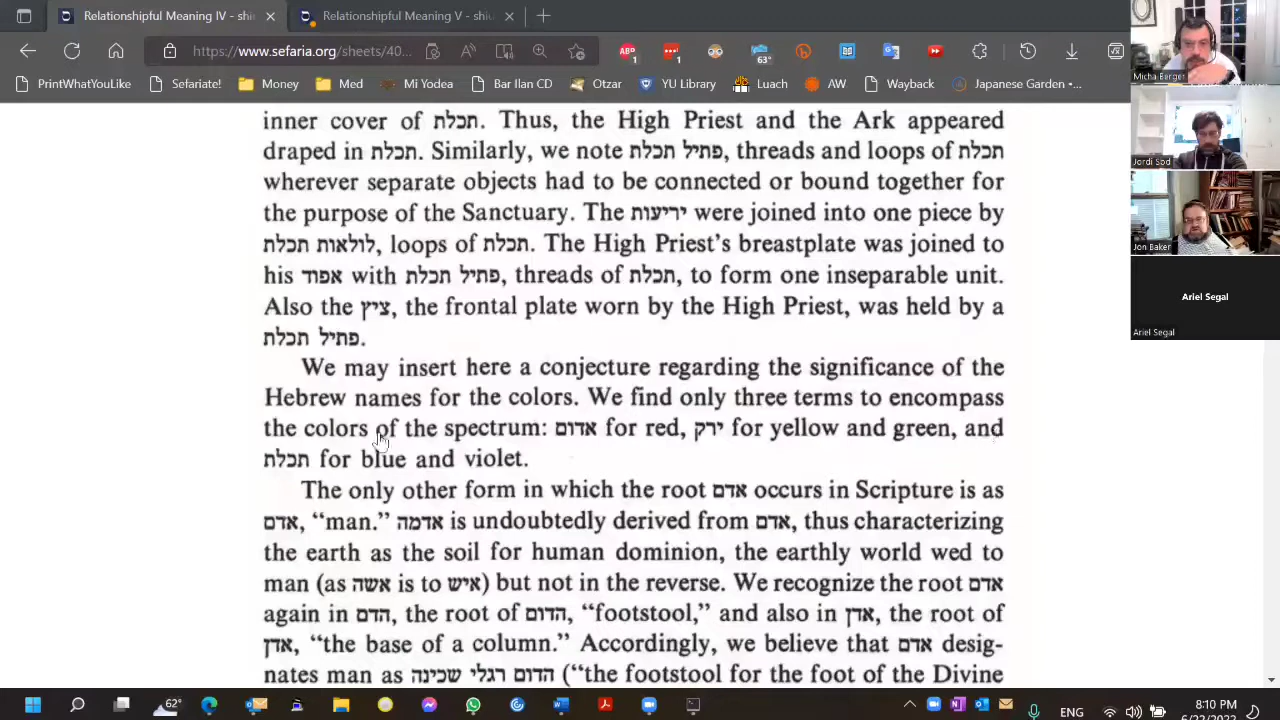 Relationshipful Meaning IV - shi
Relationshipful Meaning V - shi
https://www.sefaria.org/sheets/40...
PrintWhatYouLike
Sefariate!
Money
Med
Mi Yo
Bar Ilan CD
Otzar
YU Library
Luach
AW
Wayback
Japanese Garden -...
inner cover of תכלת. Thus, the High Priest and the Ark appeared
draped in תכלת. Similarly, we note פתיל תכלת, threads and loops of תכלת
wherever separate objects had to be connected or bound together for
the purpose of the Sanctuary. The יריעות were joined into one piece by
לולאות תכלת, loops of תכלת. The High Priest's breastplate was joined to
his אפוד with פתיל תכלת, threads of תכלת, to form one inseparable unit.
Also the ציץ, the frontal plate worn by the High Priest, was held by a
פתיל תכלת.
We may insert here a conjecture regarding the significance of the
Hebrew names for the colors. We find only three terms to encompass
the colors of the spectrum: אדום for red, ירק for yellow and green, and
תכלת for blue and violet.
The only other form in which the root אדם occurs in Scripture is as
אדם, "man." אדמה is undoubtedly derived from אדם, thus characterizing
the earth as the soil for human dominion, the earthly world wed to
man (as אשה is to איש) but not in the reverse. We recognize the root אדם
again in הדם, the root of הדום, "footstool," and also in אדן, the root of
אדן, "the base of a column." Accordingly, we believe that אדם desig-
nates man as הדום רגלי שכינה ("the footstool for the foot of the Divine
Micha Berger
Jordi Sod
Jon Baker
Ariel Segal
Ariel Segal
62°
ENG
8:10 PM
6/22/2022